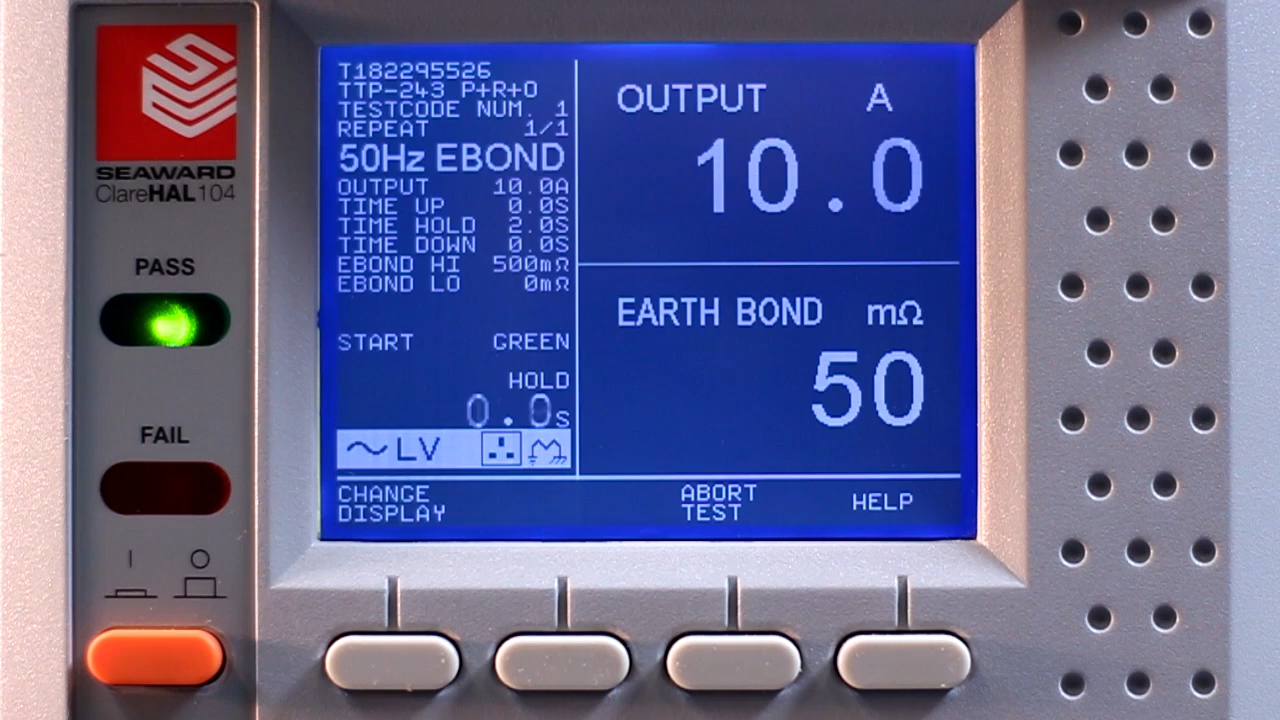 SEAWARD
ClareHAL104
PASS
FAIL
T182295526
TTP-243 P+R+O
TESTCODE NUM. 1
REPEAT 1/1
50Hz EBOND
OUTPUT 10.0A
TIME UP 0.0S
TIME HOLD 2.0S
TIME DOWN 0.0S
EBOND HI 500mΩ
EBOND LO 0mΩ
START GREEN
HOLD
0.0s
LV
OUTPUT A
10.0
EARTH BOND mΩ
50
CHANGE
DISPLAY
ABORT
TEST
HELP